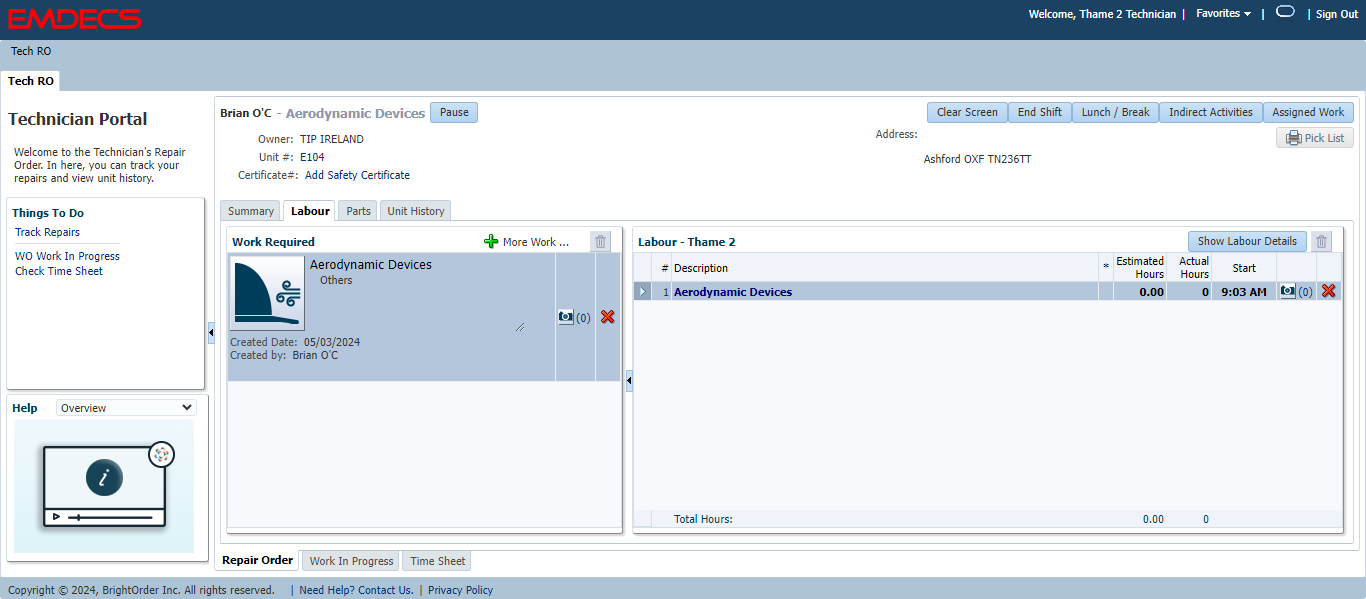 EMDECS
Welcome, Thame 2 Technician | Favorites | | Sign Out
Tech RO
Tech RO
Technician Portal
Welcome to the Technician's Repair
Order. In here, you can track your
repairs and view unit history.
Things To Do
Track Repairs
WO Work In Progress
Check Time Sheet
Help Overview
i
Brian O'C - Aerodynamic Devices Pause
Clear Screen End Shift Lunch / Break Indirect Activities Assigned Work
Owner: TIP IRELAND
Unit #: E104
Certificate#: Add Safety Certificate
Address:
Pick List
Ashford OXF TN236TT
Summary Labour Parts Unit History
Work Required More Work ...
Aerodynamic Devices
Others
(0)
Created Date: 05/03/2024
Created by: Brian O'C
Labour - Thame 2 Show Labour Details
# Description * Estimated Hours Actual Hours Start
1 Aerodynamic Devices 0.00 0 9:03 AM (0)
Total Hours: 0.00 0
Repair Order Work In Progress Time Sheet
Copyright © 2024, BrightOrder Inc. All rights reserved. | Need Help? Contact Us. | Privacy Policy